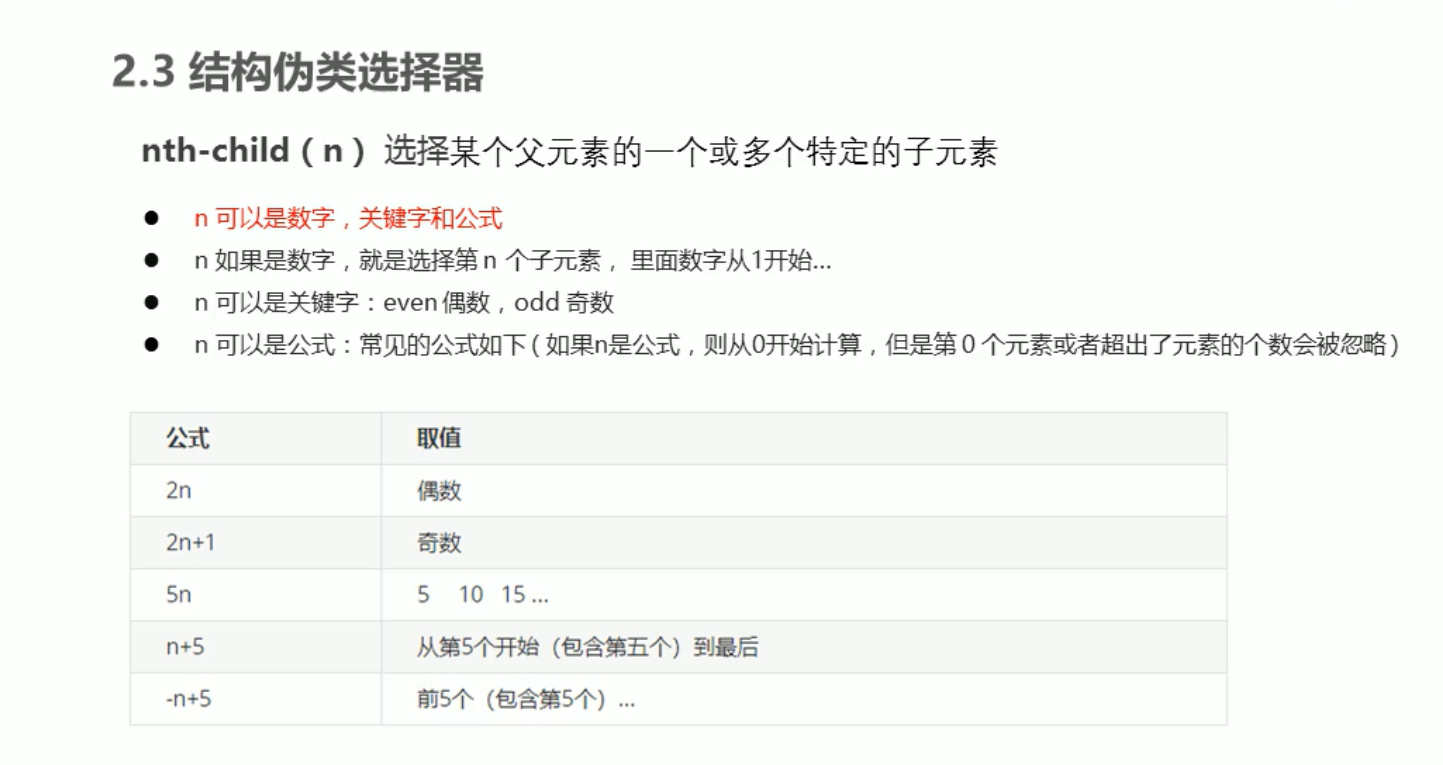 2.3 结构伪类选择器
nth-child（n）选择某个父元素的一个或多个特定的子元素
● n 可以是数字，关键字和公式
● n 如果是数字，就是选择第 n 个子元素， 里面数字从1开始…
● n 可以是关键字：even 偶数，odd 奇数
● n 可以是公式：常见的公式如下 ( 如果n是公式，则从0开始计算，但是第 0 个元素或者超出了元素的个数会被忽略 )
公式 取值
2n 偶数
2n+1 奇数
5n 5 10 15 ...
n+5 从第5个开始（包含第五个）到最后
-n+5 前5个（包含第5个）...